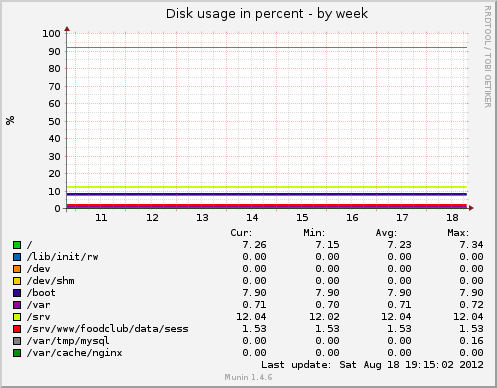 Disk usage in percent - by week
RRDTOOL / TOBI OETIKER
%
100
90
80
70
60
50
40
30
20
10
0
11 12 13 14 15 16 17 18
Cur: Min: Avg: Max:
/ 7.26 7.15 7.23 7.34
/lib/init/rw 0.00 0.00 0.00 0.00
/dev 0.00 0.00 0.00 0.00
/dev/shm 0.00 0.00 0.00 0.00
/boot 7.90 7.90 7.90 7.90
/var 0.71 0.70 0.71 0.72
/srv 12.04 12.02 12.04 12.04
/srv/www/foodclub/data/sess 1.53 1.53 1.53 1.53
/var/tmp/mysql 0.00 0.00 0.00 0.16
/var/cache/nginx 0.00 0.00 0.00 0.00
Last update: Sat Aug 18 19:15:02 2012
Munin 1.4.6